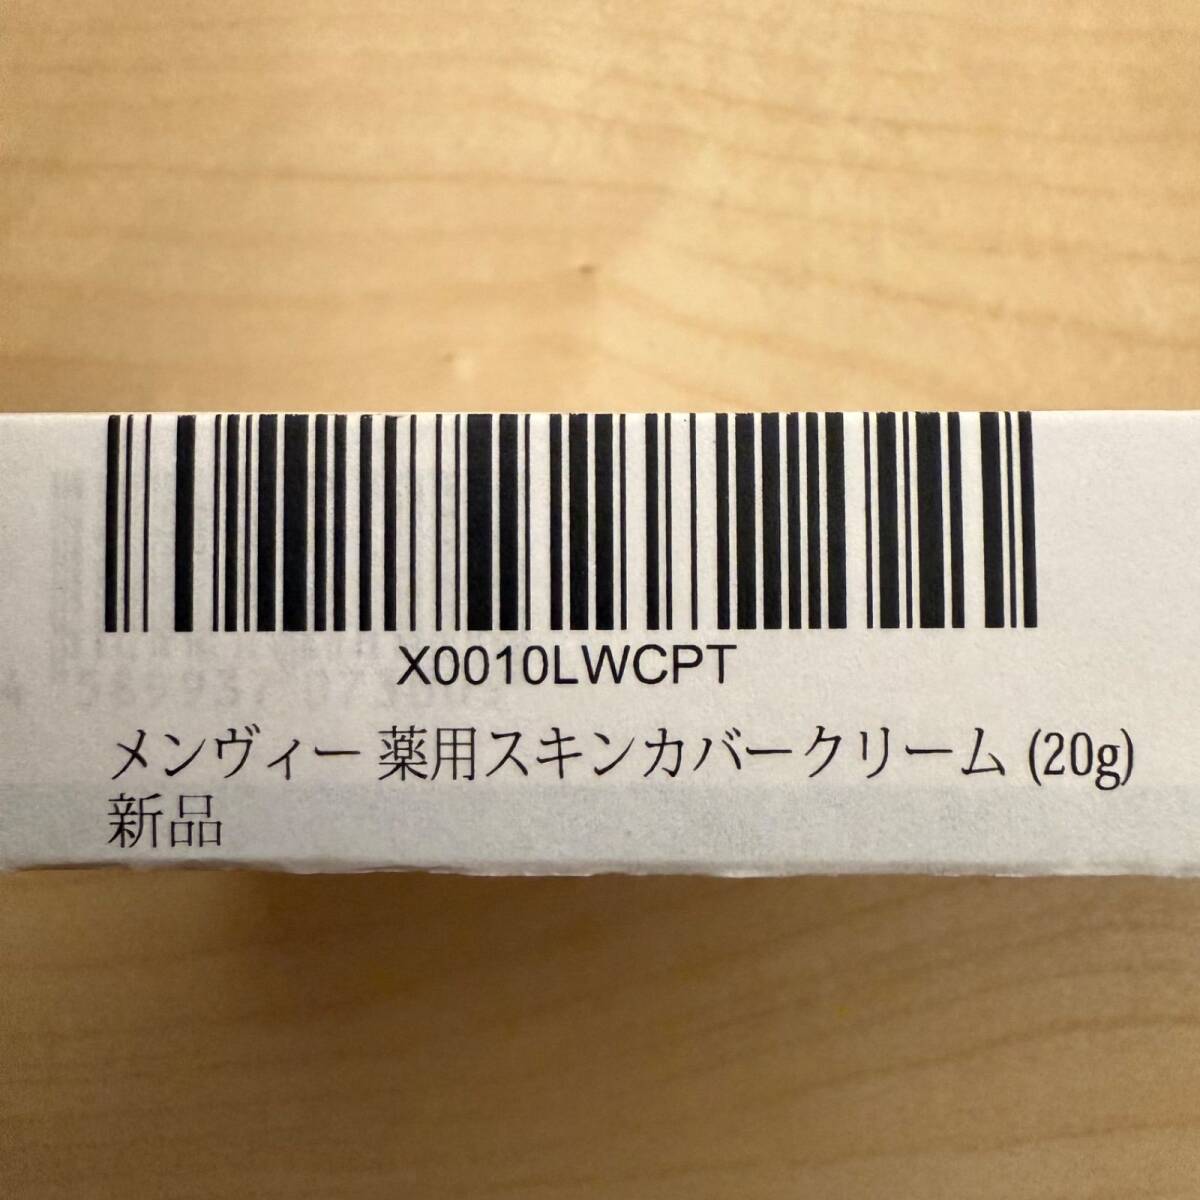 X0010LWCPT
メンヴィー 薬用スキンカバークリーム (20g)
新品